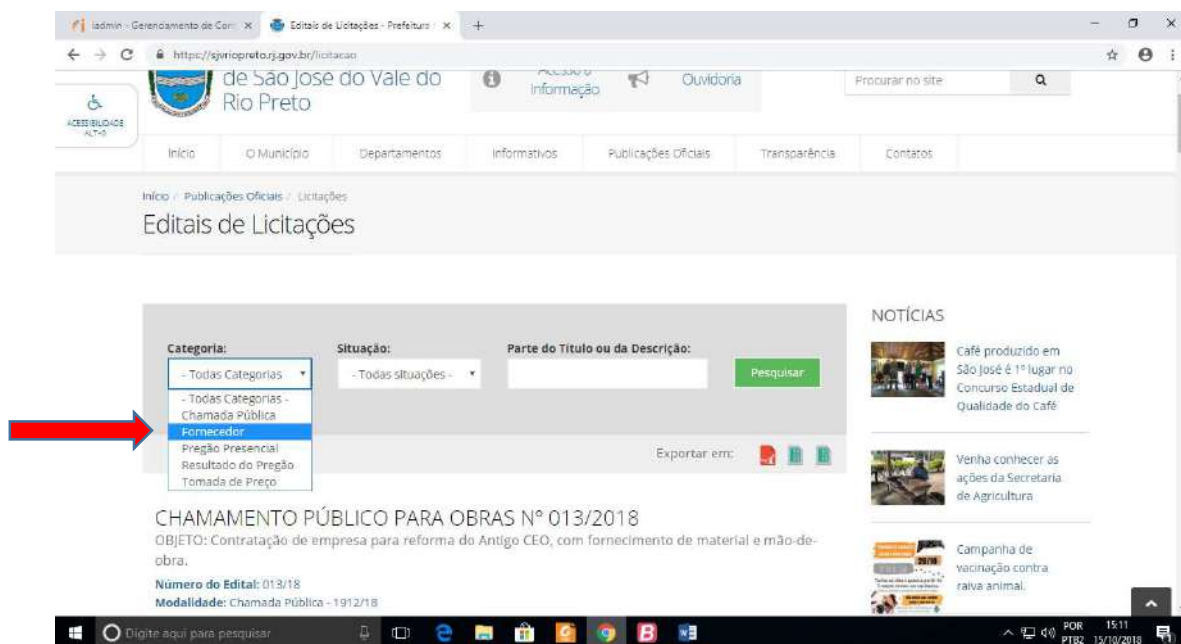 iadmin - Gerenciamento de Con
Editais de Licitações - Prefeitura
https://sjvriopreto.rj.gov.br/licitacao
ACESSIBILIDADE
de São José do Vale do
Rio Preto
Acesso à
Informação
Ouvidoria
Procurar no site
Início
O Município
Departamentos
Informativos
Publicações Oficiais
Transparência
Contatos
Início / Publicações Oficiais / Licitações
Editais de Licitações
Categoria:
Situação:
Parte do Título ou da Descrição:
- Todas Categorias
- Todas situações -
Pesquisar
- Todas Categorias -
Chamada Pública
Fornecedor
Pregão Presencial
Resultado do Pregão
Tomada de Preço
Exportar em:
CHAMAMENTO PÚBLICO PARA OBRAS Nº 013/2018
OBJETO: Contratação de empresa para reforma do Antigo CEO, com fornecimento de material e mão-de-
obra.
Número do Edital: 013/18
Modalidade: Chamada Pública - 1912/18
NOTÍCIAS
Café produzido em
São José é 1º lugar no
Concurso Estadual de
Qualidade do Café
Venha conhecer as
ações da Secretaria
de Agricultura
Campanha de
vacinação contra
raiva animal.
Digite aqui para pesquisar
POR
PTB2
15:11
15/10/2018